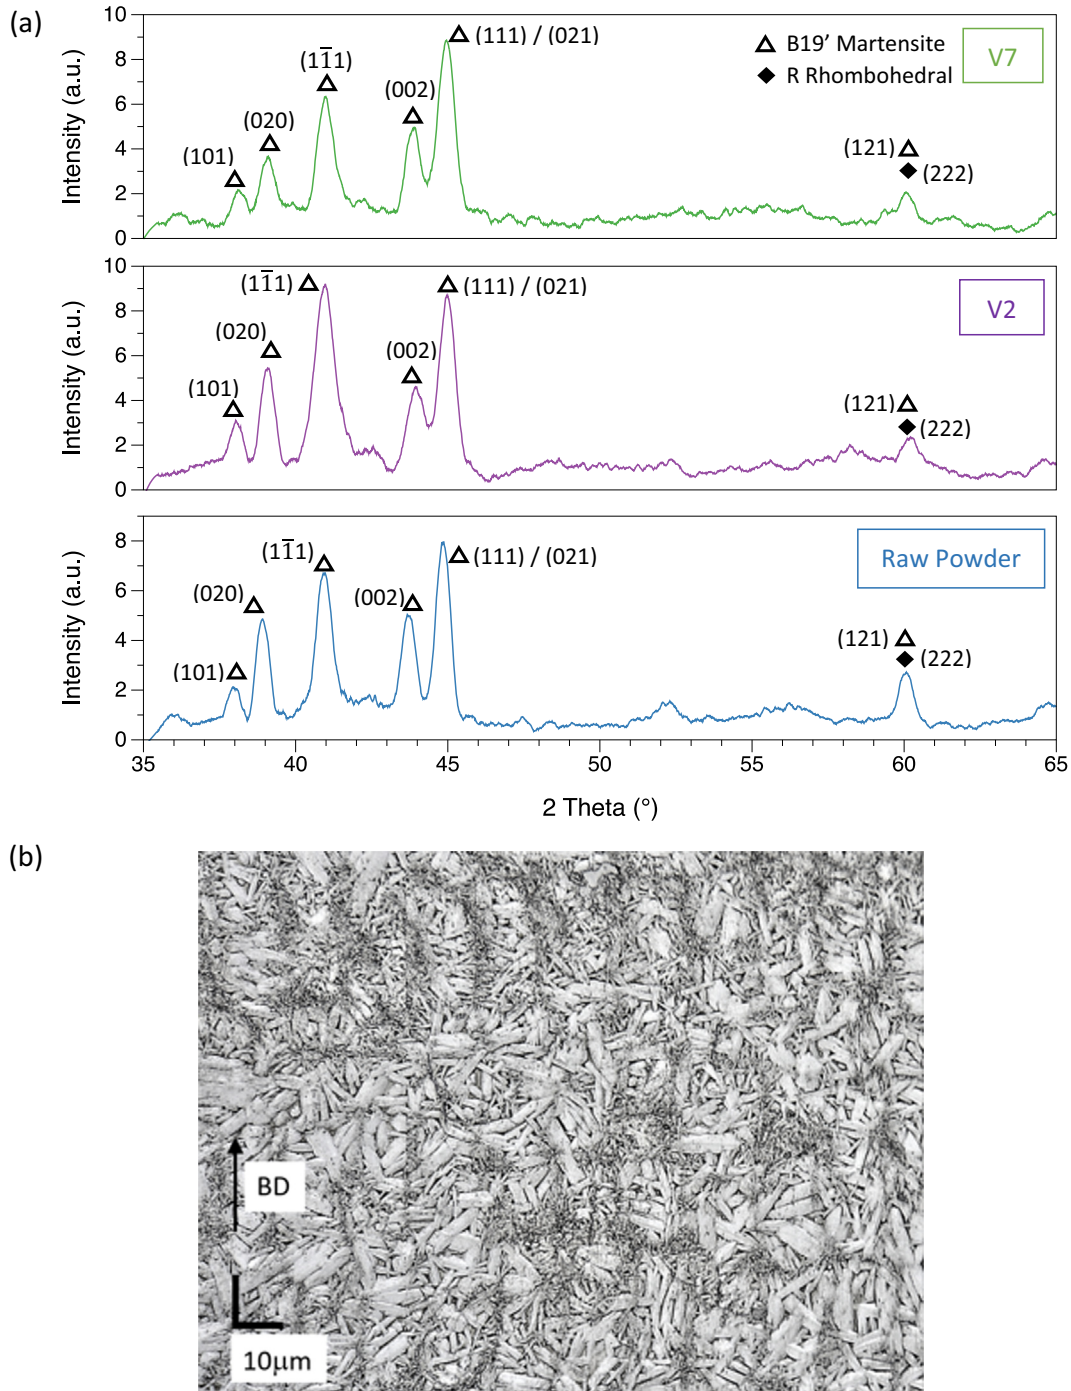 (a)
Intensity (a.u.)
10
8
6
4
2
0
(101)
(020)
(11̅1)
(002)
(111) / (021)
B19’ Martensite
R Rhombohedral
V7
(121)
(222)
Intensity (a.u.)
10
8
6
4
2
0
(101)
(020)
(11̅1)
(002)
(111) / (021)
V2
(121)
(222)
Intensity (a.u.)
8
6
4
2
0
(101)
(020)
(11̅1)
(002)
(111) / (021)
Raw Powder
(121)
(222)
35 40 45 50 55 60 65
2 Theta (°)
(b)
BD
10μm